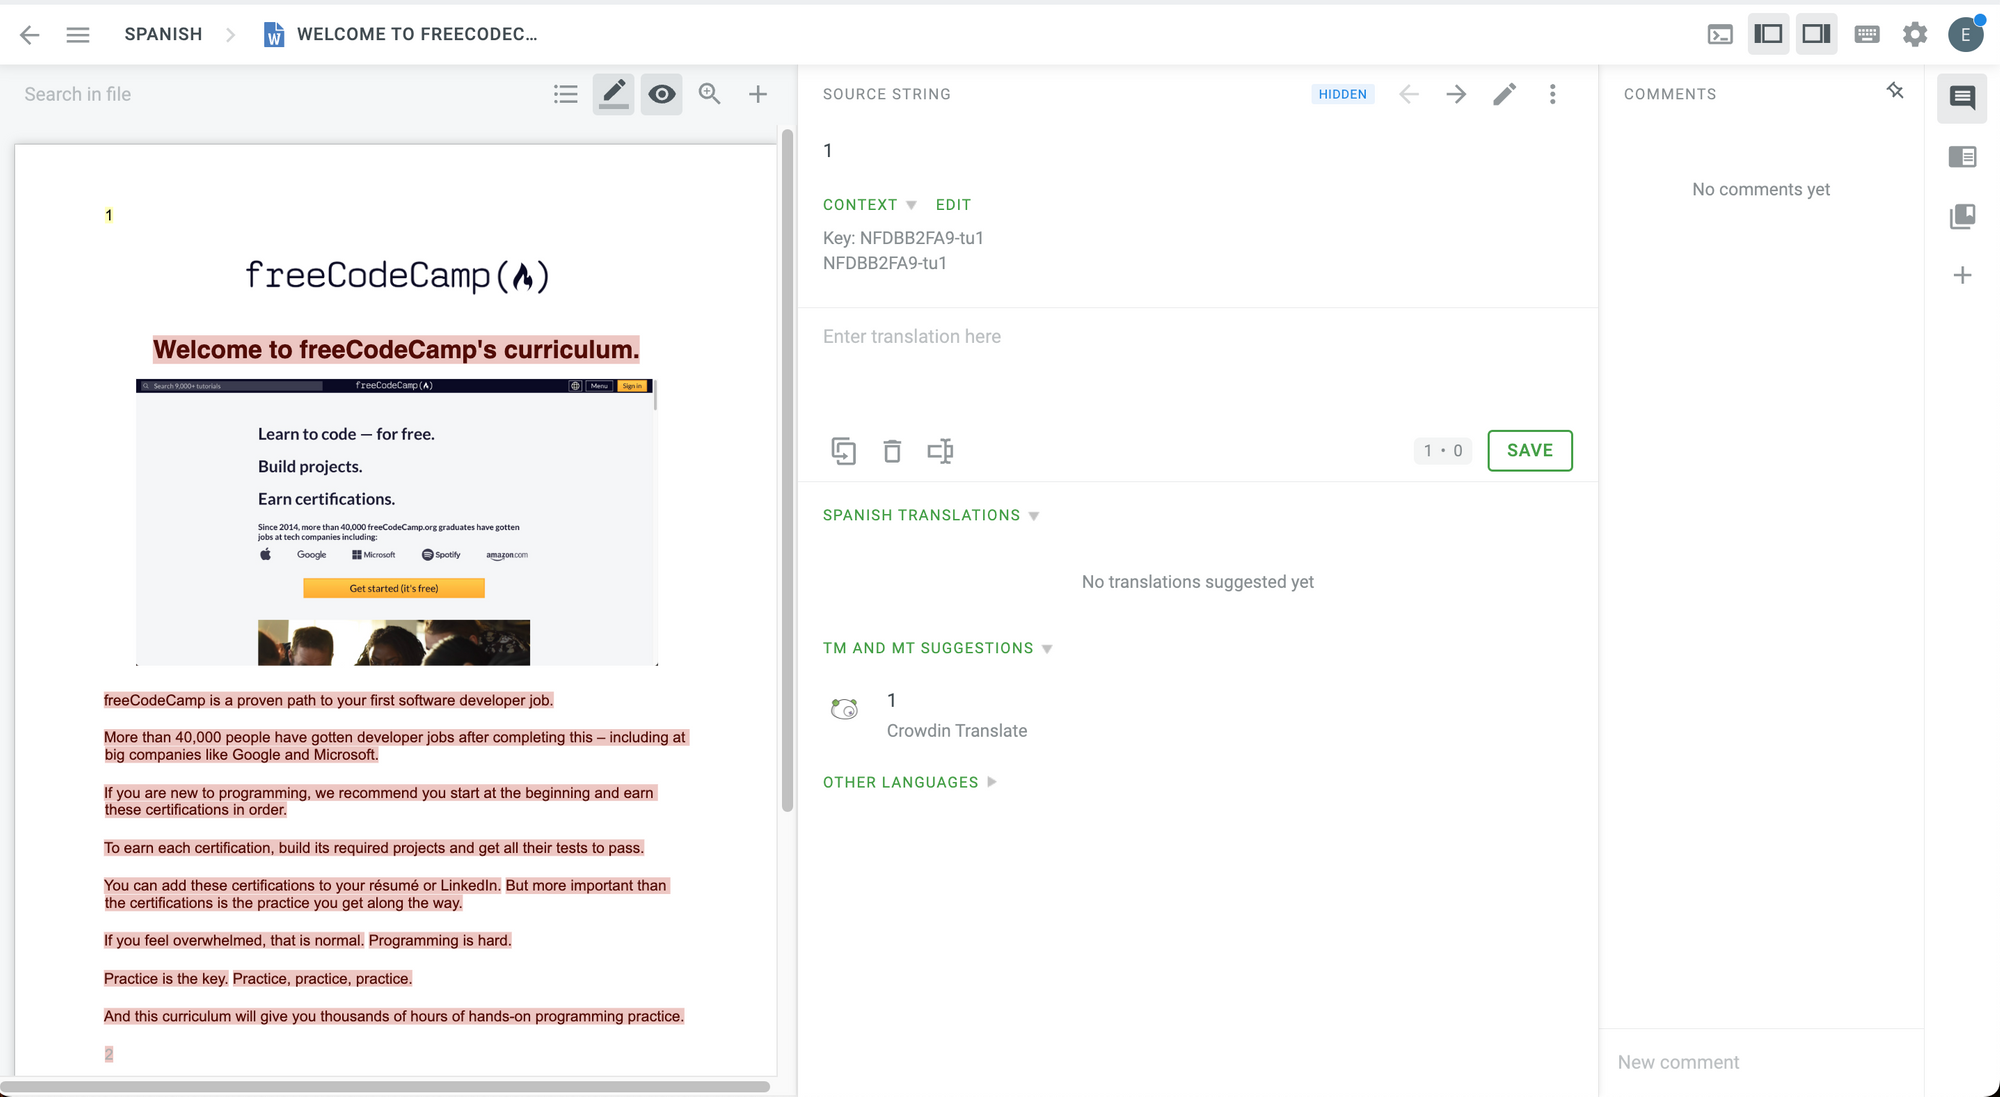 SPANISH
WELCOME TO FREECODEC...
E
Search in file
1
freeCodeCamp
Welcome to freeCodeCamp's curriculum.
Search 9,000+ tutorials
freeCodeCamp
Menu
Sign in
Learn to code — for free.
Build projects.
Earn certifications.
Since 2014, more than 40,000 freeCodeCamp.org graduates have gotten
jobs at tech companies including:
Google Microsoft Spotify amazon.com
Get started (it's free)
freeCodeCamp is a proven path to your first software developer job.
More than 40,000 people have gotten developer jobs after completing this – including at
big companies like Google and Microsoft.
If you are new to programming, we recommend you start at the beginning and earn
these certifications in order.
To earn each certification, build its required projects and get all their tests to pass.
You can add these certifications to your résumé or LinkedIn. But more important than
the certifications is the practice you get along the way.
If you feel overwhelmed, that is normal. Programming is hard.
Practice is the key. Practice, practice, practice.
And this curriculum will give you thousands of hours of hands-on programming practice.
2
SOURCE STRING
HIDDEN
1
CONTEXT EDIT
Key: NFDBB2FA9-tu1
NFDBB2FA9-tu1
Enter translation here
1 • 0
SAVE
SPANISH TRANSLATIONS
No translations suggested yet
TM AND MT SUGGESTIONS
1
Crowdin Translate
OTHER LANGUAGES
COMMENTS
No comments yet
New comment